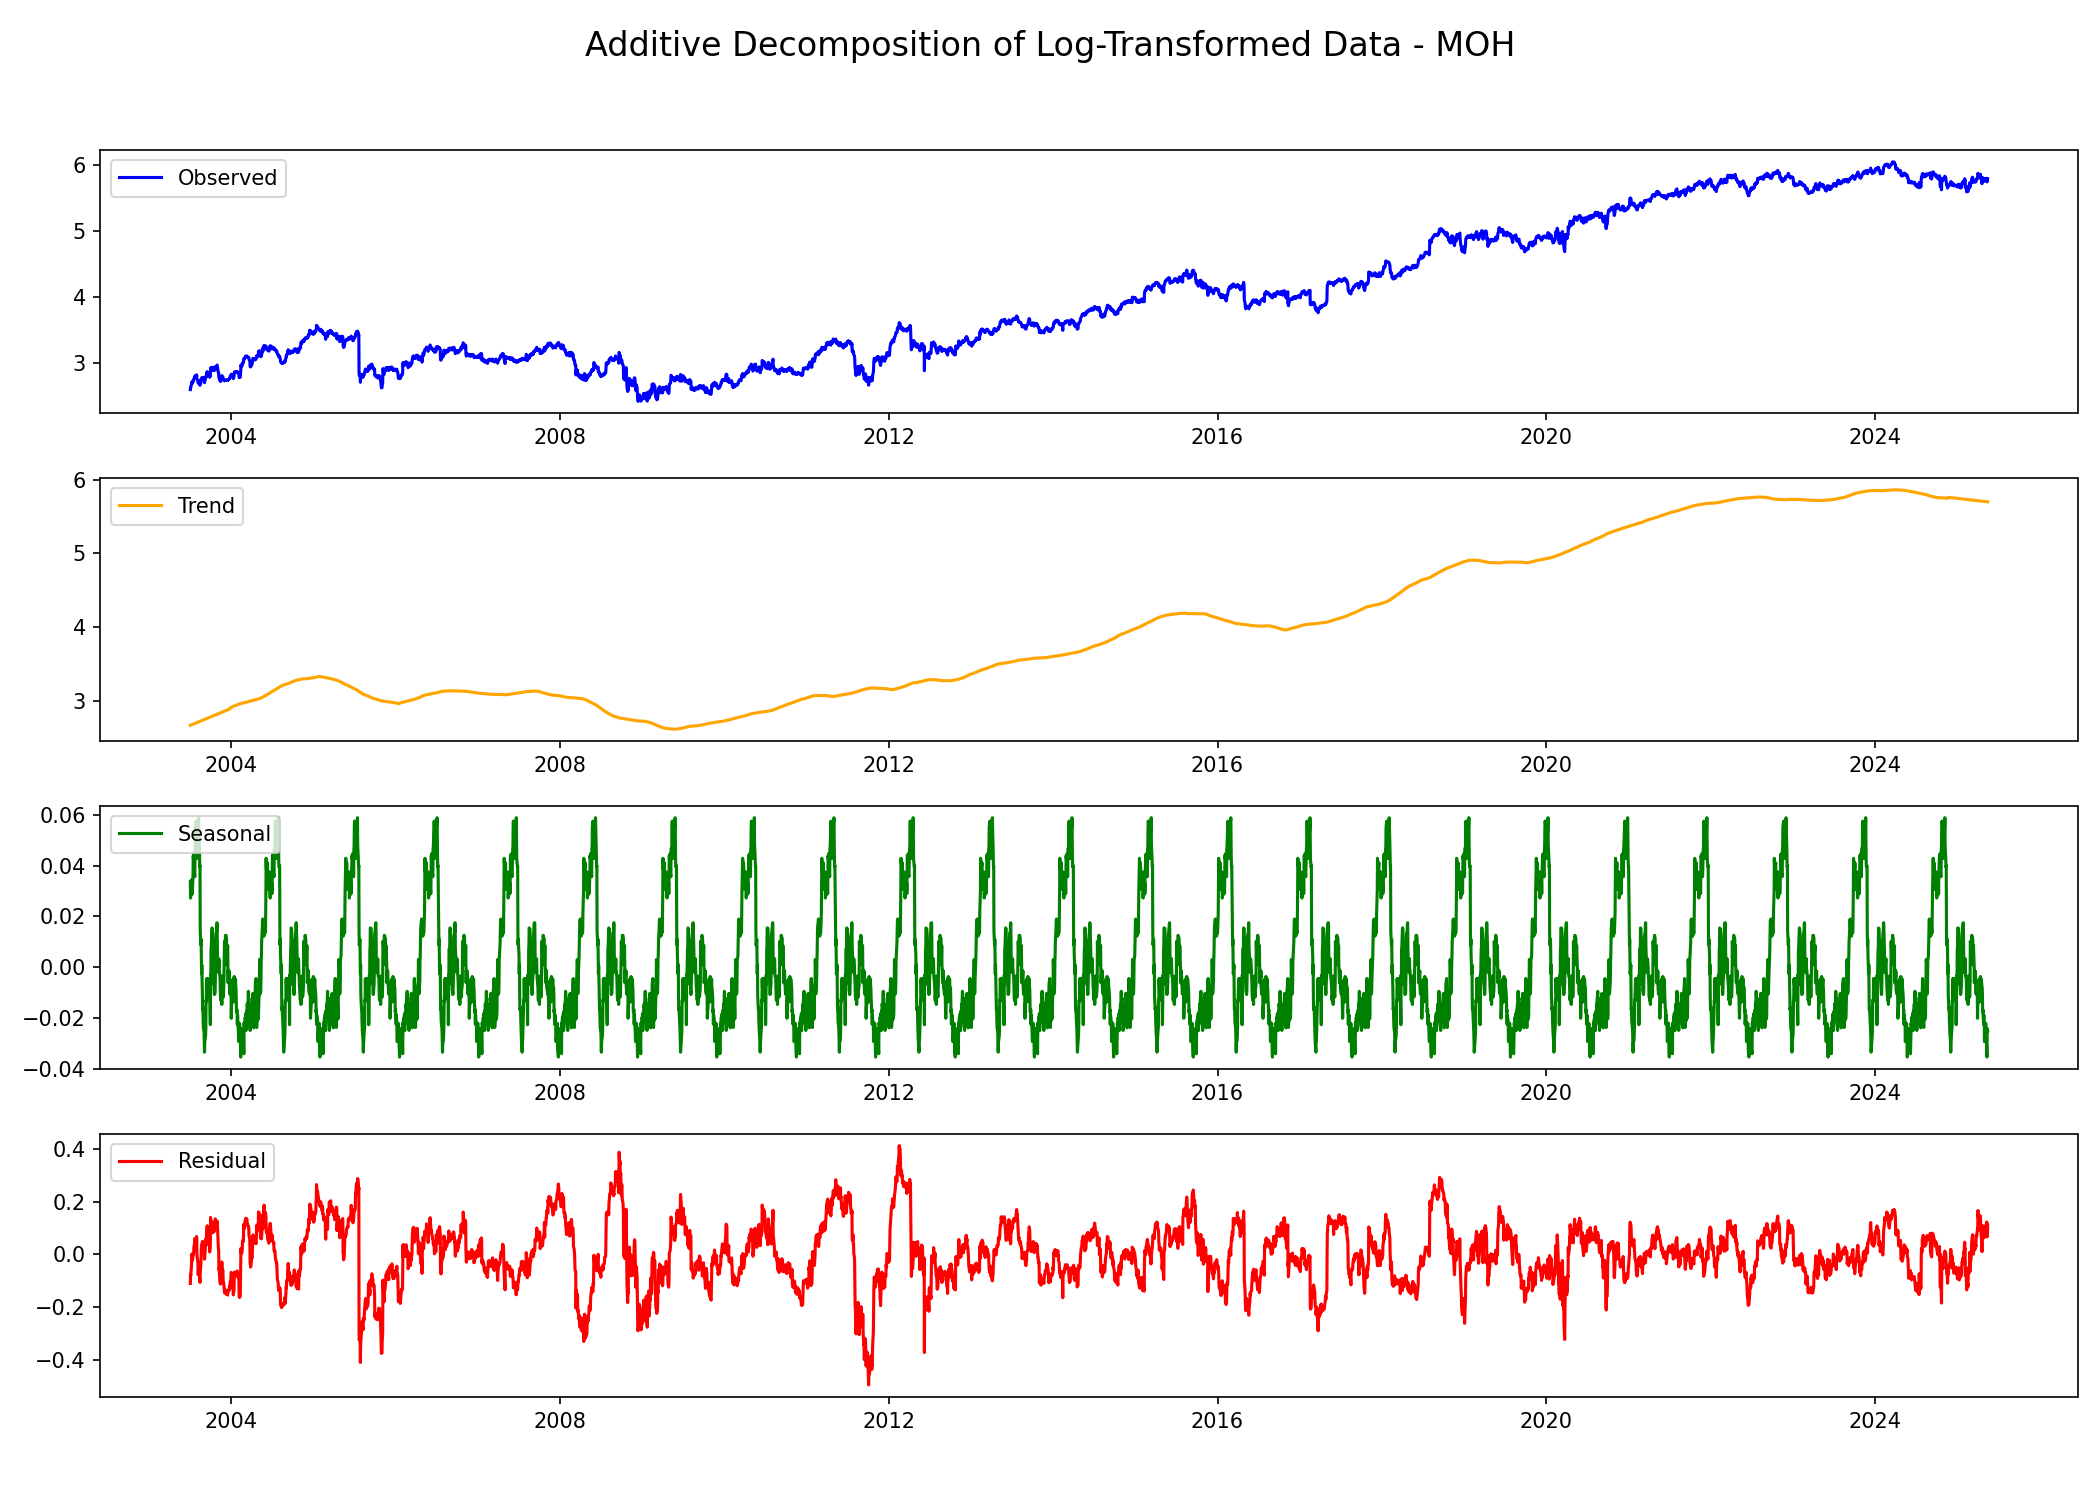 Additive Decomposition of Log-Transformed Data - MOH
Observed
6
5
4
3
2004 2008 2012 2016 2020 2024
Trend
6
5
4
3
2004 2008 2012 2016 2020 2024
Seasonal
0.06
0.04
0.02
0.00
−0.02
−0.04
2004 2008 2012 2016 2020 2024
Residual
0.4
0.2
0.0
−0.2
−0.4
2004 2008 2012 2016 2020 2024